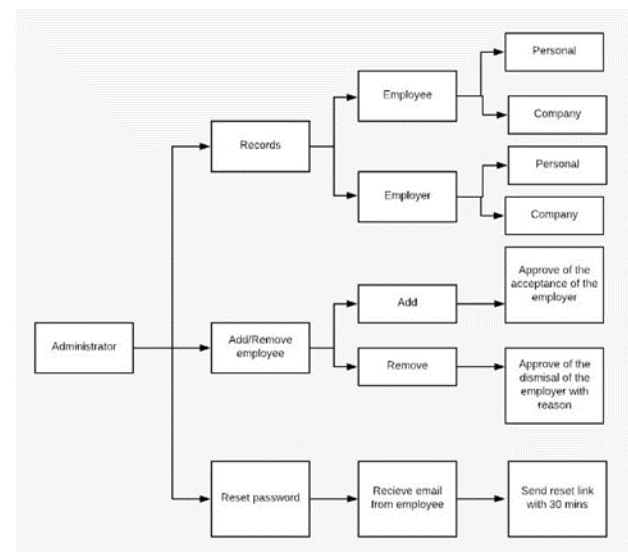 Personal
Employee
Company
Records
Personal
Employer
Company
Approve of the
acceptance of the
employer
Add
Administrator
Add/Remove
employee
Remove
Approve of the
dismisal of the
employer with
reason
Reset password
Recieve email
from employee
Send reset link
with 30 mins